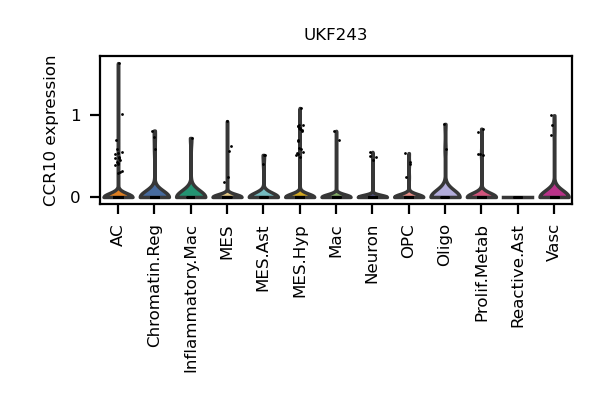 UKF243
CCR10 expression
1
0
AC
Chromatin.Reg
Inflammatory.Mac
MES
MES.Ast
MES.Hyp
Mac
Neuron
OPC
Oligo
Prolif.Metab
Reactive.Ast
Vasc